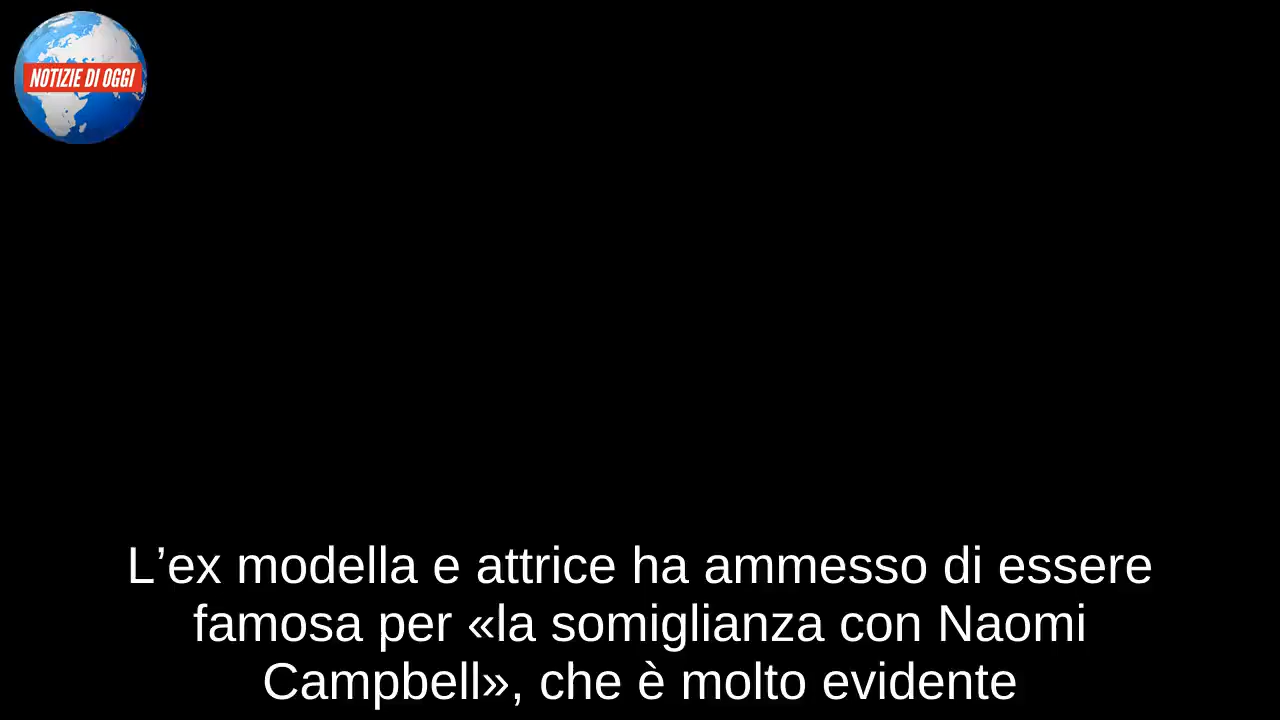 NOTIZIE DI OGGI
L’ex modella e attrice ha ammesso di essere
famosa per «la somiglianza con Naomi
Campbell», che è molto evidente